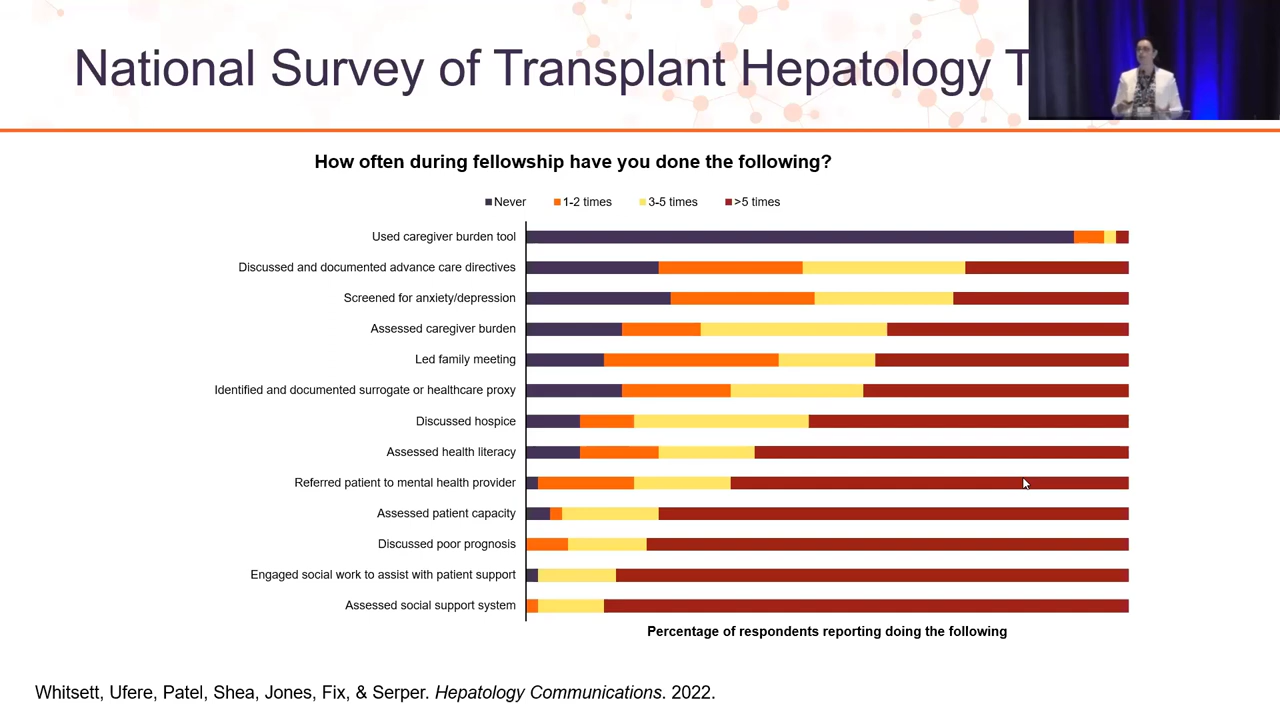 National Survey of Transplant Hepatology T
How often during fellowship have you done the following?
Never 1-2 times 3-5 times >5 times
Used caregiver burden tool
Discussed and documented advance care directives
Screened for anxiety/depression
Assessed caregiver burden
Led family meeting
Identified and documented surrogate or healthcare proxy
Discussed hospice
Assessed health literacy
Referred patient to mental health provider
Assessed patient capacity
Discussed poor prognosis
Engaged social work to assist with patient support
Assessed social support system
Percentage of respondents reporting doing the following
Whitsett, Ufere, Patel, Shea, Jones, Fix, & Serper. Hepatology Communications. 2022.